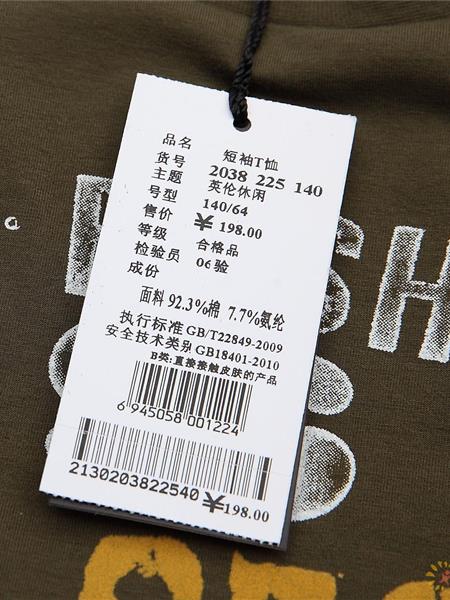 品名 短袖T恤
货号 2038 225 140
主题 英伦休闲
号型 140/64
售价 ¥ 198.00
等级 合格品
检验员 06验
成份
面料 92.3%棉 7.7%氨纶
执行标准 GB/T22849-2009
安全技术类别 GB18401-2010
B类:直接接触皮肤的产品
6 945058 001224
2130203822540 ¥198.00